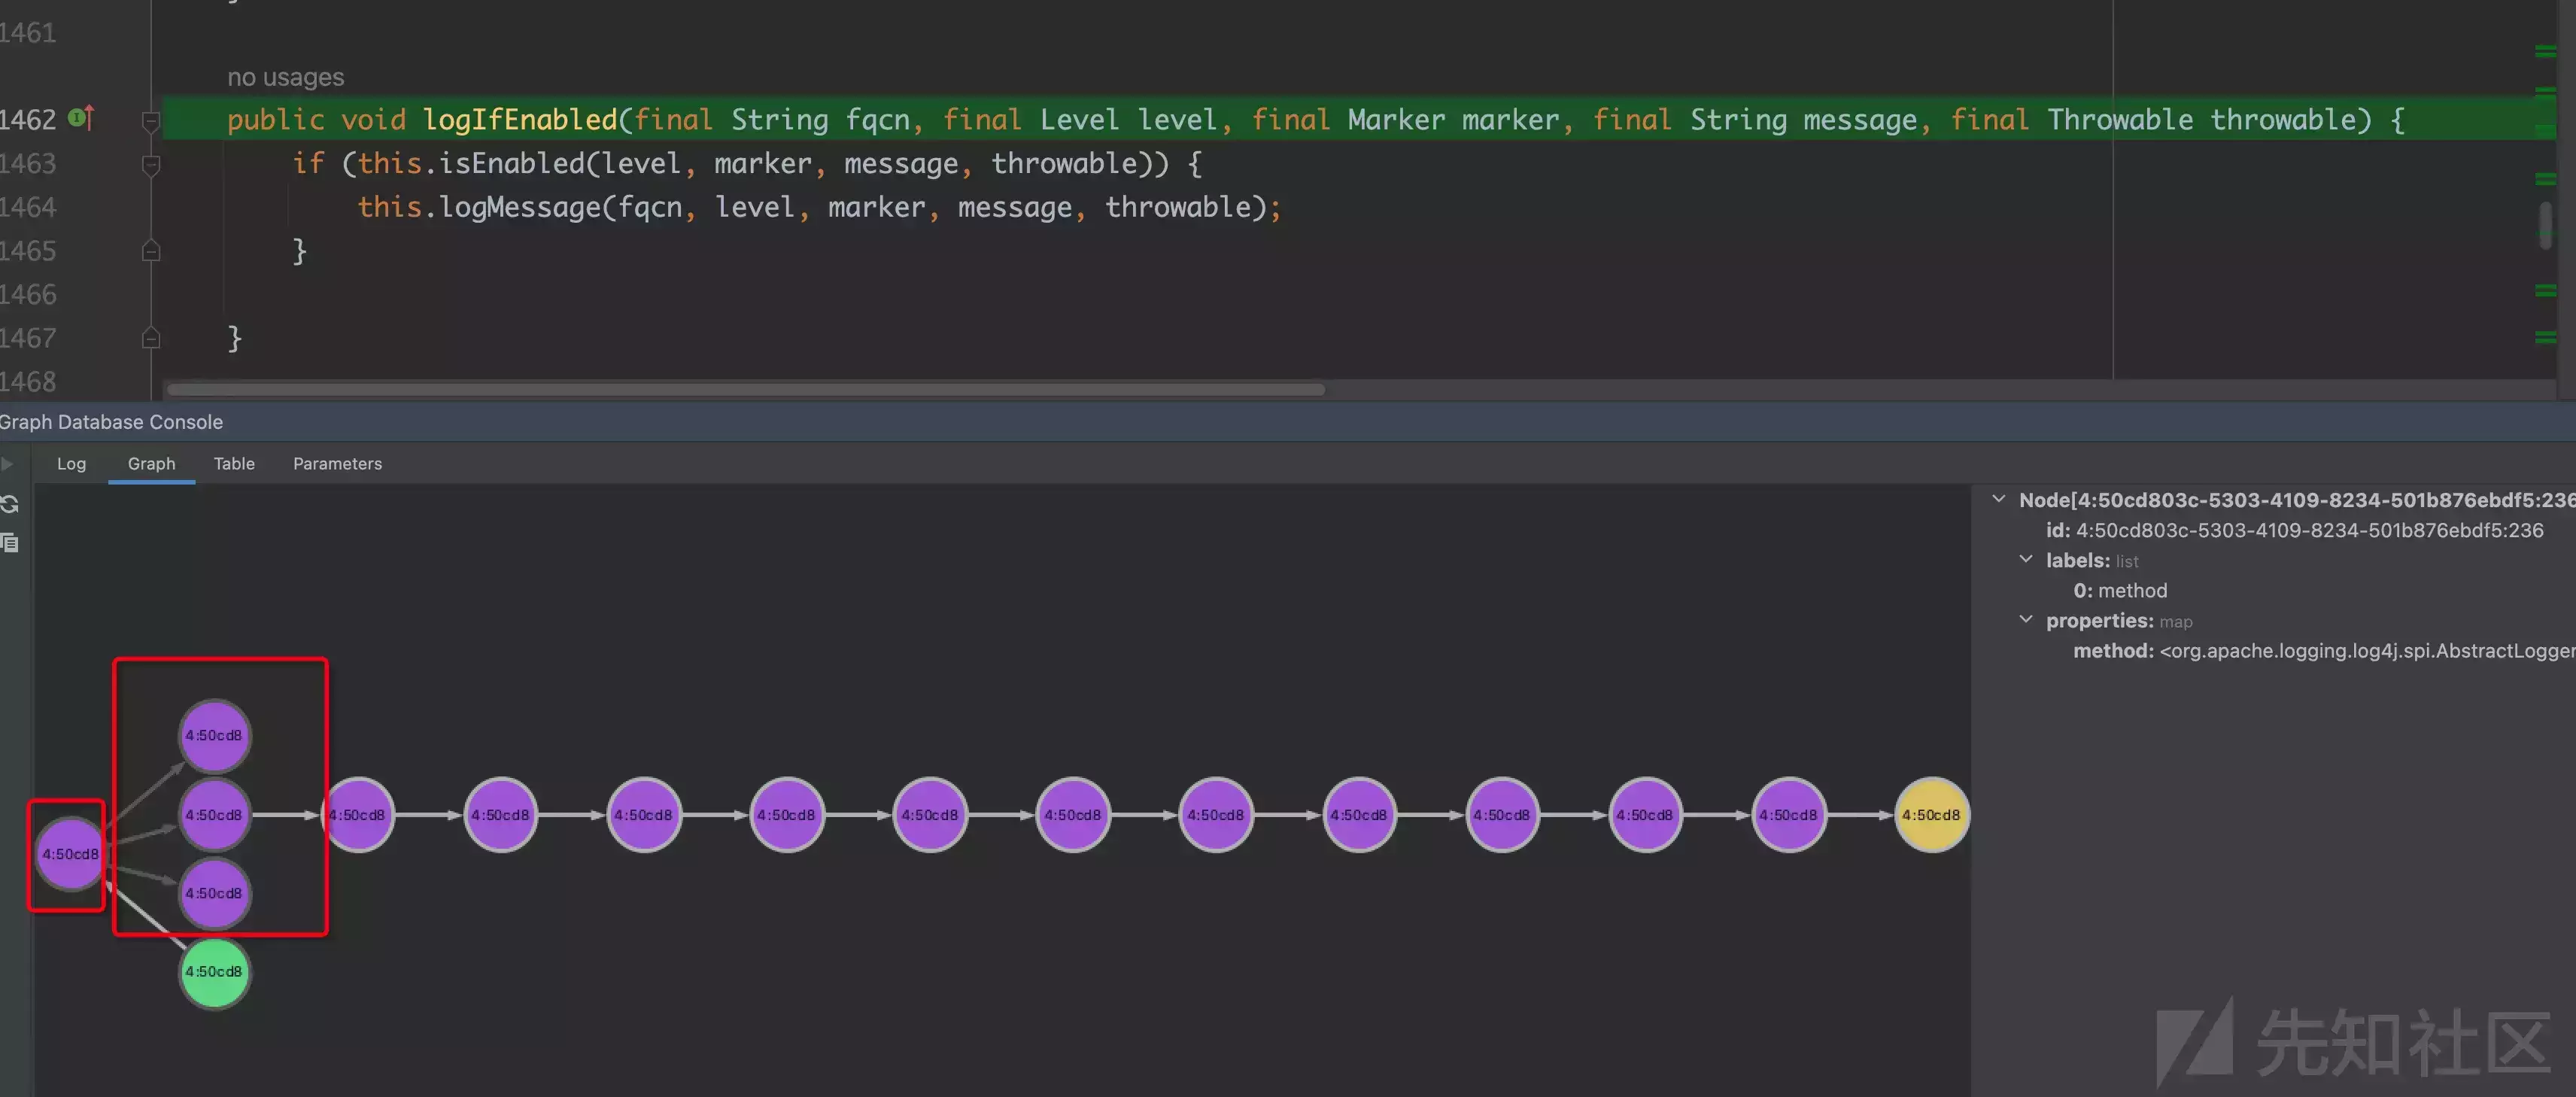 1461
no usages
1462 public void logIfEnabled(final String fqcn, final Level level, final Marker marker, final String message, final Throwable throwable) {
1463 if (this.isEnabled(level, marker, message, throwable)) {
1464 this.logMessage(fqcn, level, marker, message, throwable);
1465 }
1466
1467 }
1468
Graph Database Console
Log Graph Table Parameters
Node[4:50cd803c-5303-4109-8234-501b876ebdf5:236
id: 4:50cd803c-5303-4109-8234-501b876ebdf5:236
labels: list
0: method
properties: map
method: <org.apache.logging.log4j.spi.AbstractLogger
4:50cd8
4:50cd8 4:50cd8 4:50cd8 4:50cd8 4:50cd8 4:50cd8 4:50cd8 4:50cd8 4:50cd8 4:50cd8 4:50cd8 4:50cd8 4:50cd8
4:50cd8
4:50cd8
4:50cd8
先知社区